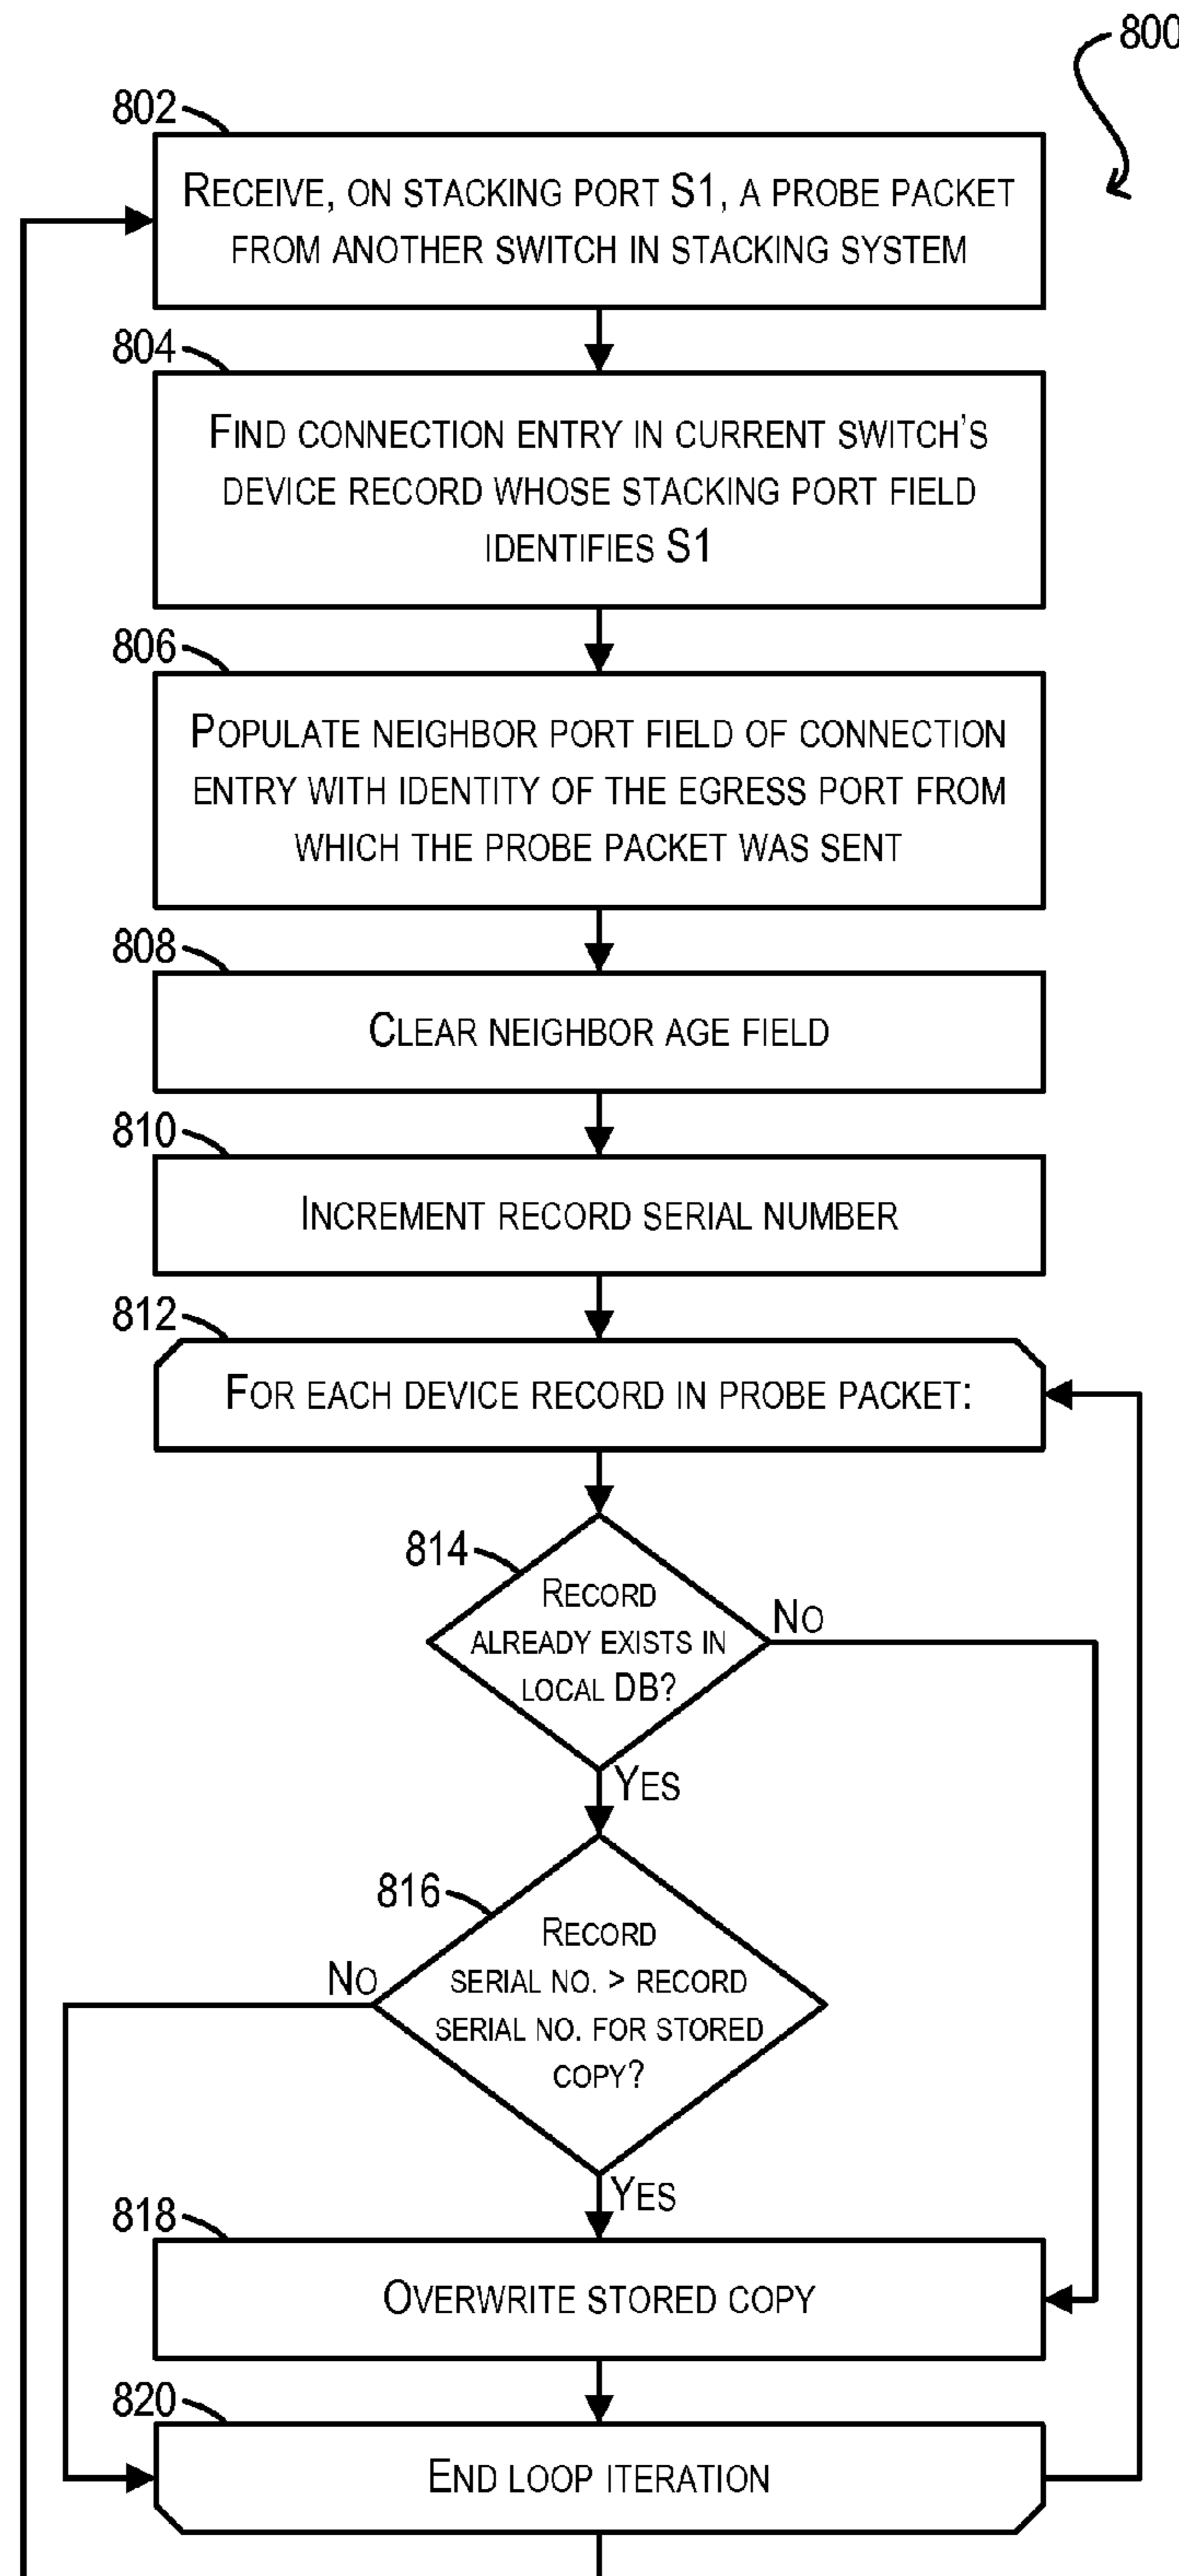 800
802
RECEIVE, ON STACKING PORT S1, A PROBE PACKET
FROM ANOTHER SWITCH IN STACKING SYSTEM
804
FIND CONNECTION ENTRY IN CURRENT SWITCH'S
DEVICE RECORD WHOSE STACKING PORT FIELD
IDENTIFIES S1
806
POPULATE NEIGHBOR PORT FIELD OF CONNECTION
ENTRY WITH IDENTITY OF THE EGRESS PORT FROM
WHICH THE PROBE PACKET WAS SENT
808
CLEAR NEIGHBOR AGE FIELD
810
INCREMENT RECORD SERIAL NUMBER
812
FOR EACH DEVICE RECORD IN PROBE PACKET:
814
RECORD
ALREADY EXISTS IN
LOCAL DB?
NO
YES
816
RECORD
SERIAL NO. > RECORD
SERIAL NO. FOR STORED
COPY?
NO
YES
818
OVERWRITE STORED COPY
820
END LOOP ITERATION